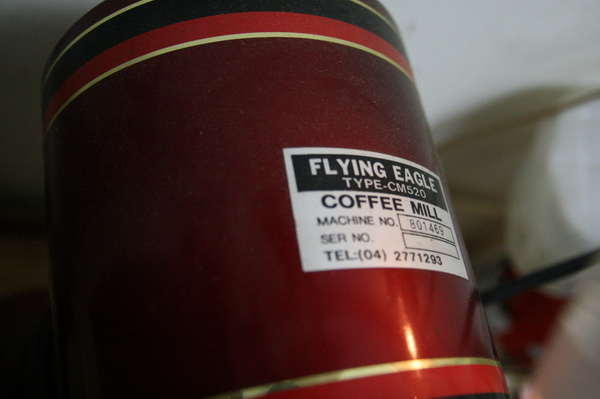 FLYING EAGLE
TYPE-CM520
COFFEE MILL
MACHINE NO. 801469
SER NO.
TEL:(04) 2771293